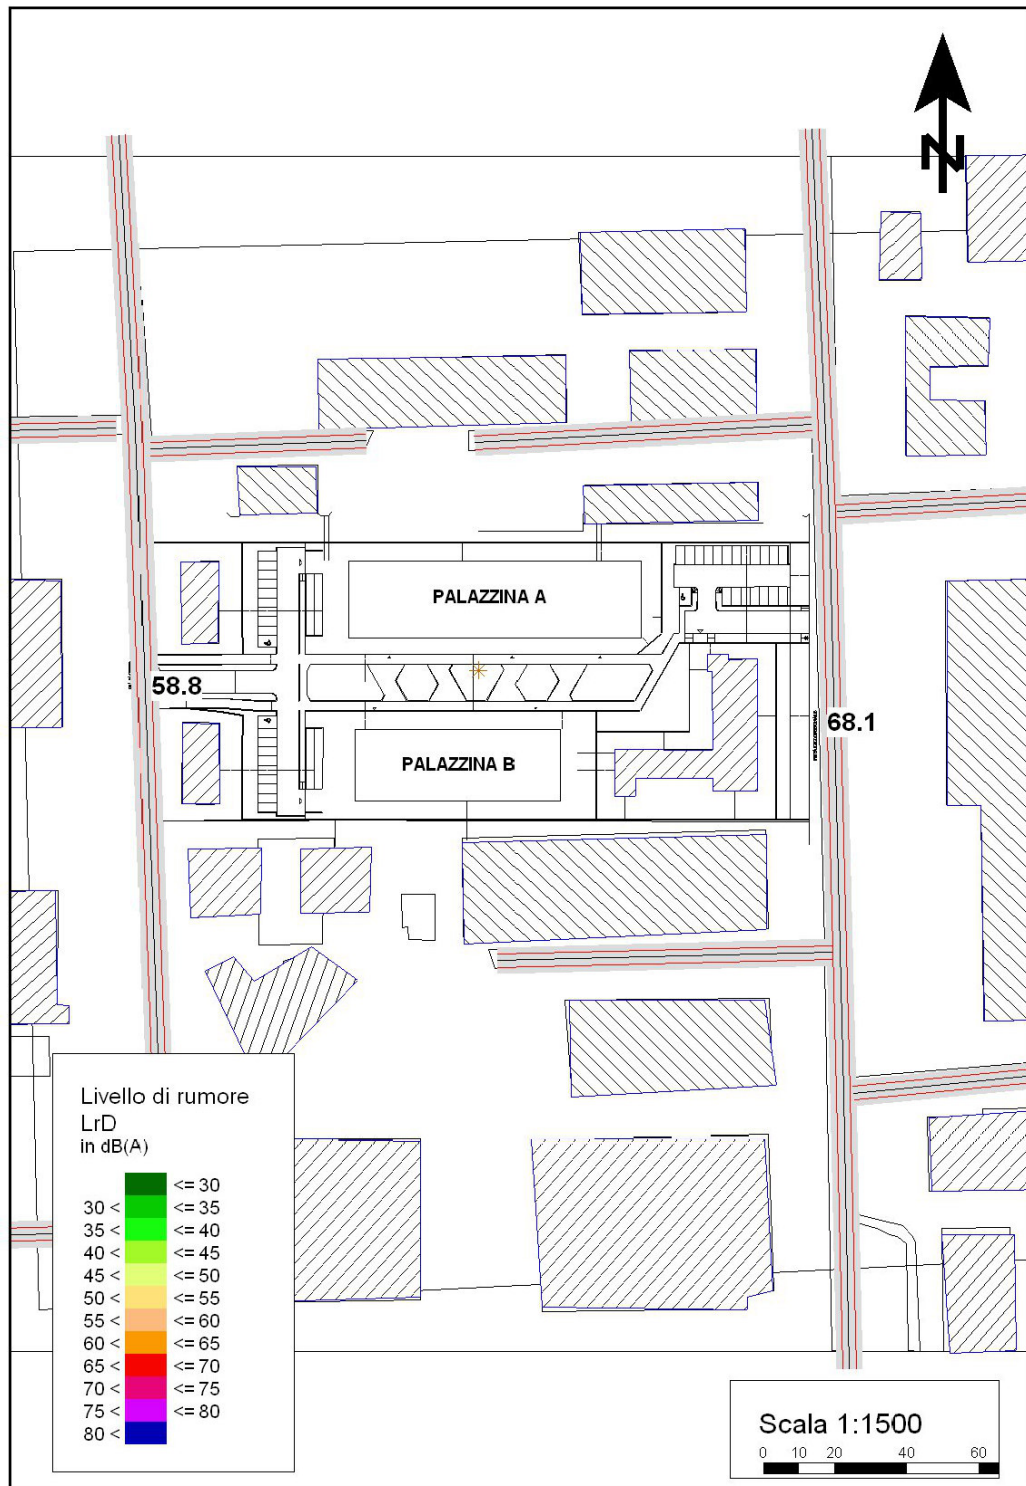 N
PALAZZINA A
58.8
68.1
PALAZZINA B
Livello di rumore
LrD
in dB(A)
<= 30
30 < <= 35
35 < <= 40
40 < <= 45
45 < <= 50
50 < <= 55
55 < <= 60
60 < <= 65
65 < <= 70
70 < <= 75
75 < <= 80
80 <
Scala 1:1500
0 10 20 40 60